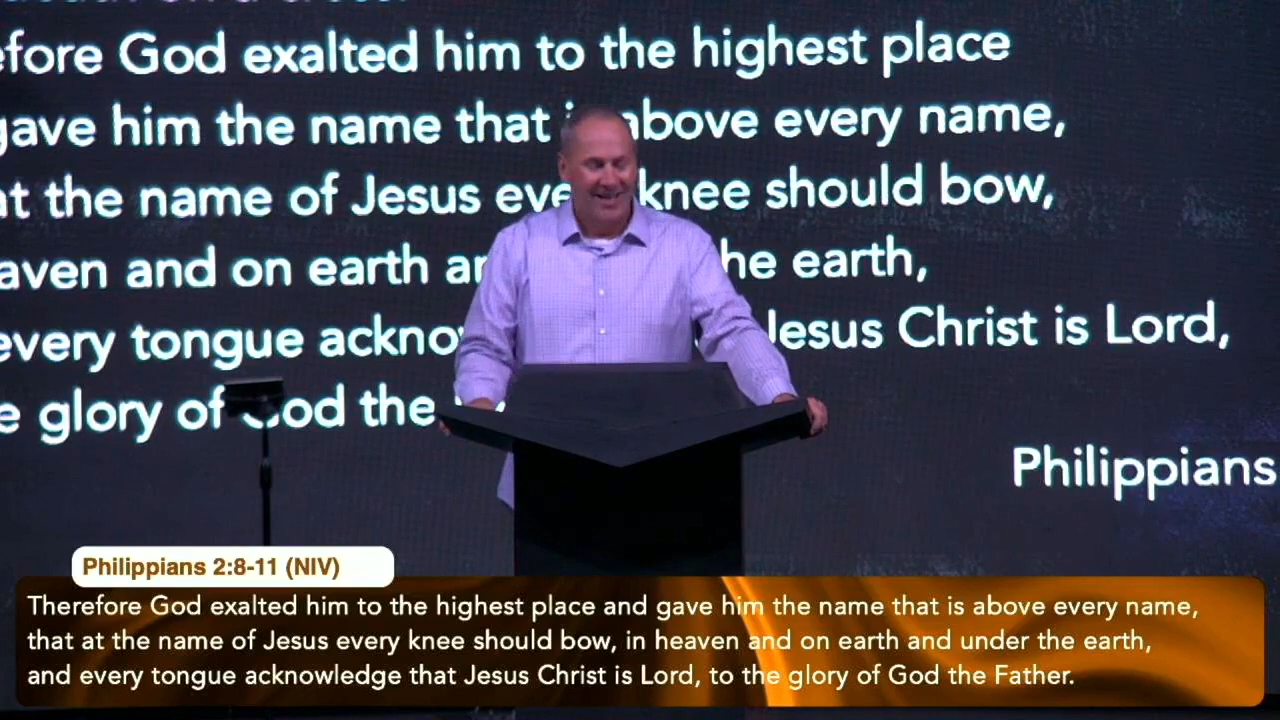 efore God exalted him to the highest place
gave him the name that above every name,
at the name of Jesus eve knee should bow,
aven and on earth an he earth,
every tongue acknow Jesus Christ is Lord,
e glory of God the
Philippians
Philippians 2:8-11 (NIV)
Therefore God exalted him to the highest place and gave him the name that is above every name,
that at the name of Jesus every knee should bow, in heaven and on earth and under the earth,
and every tongue acknowledge that Jesus Christ is Lord, to the glory of God the Father.